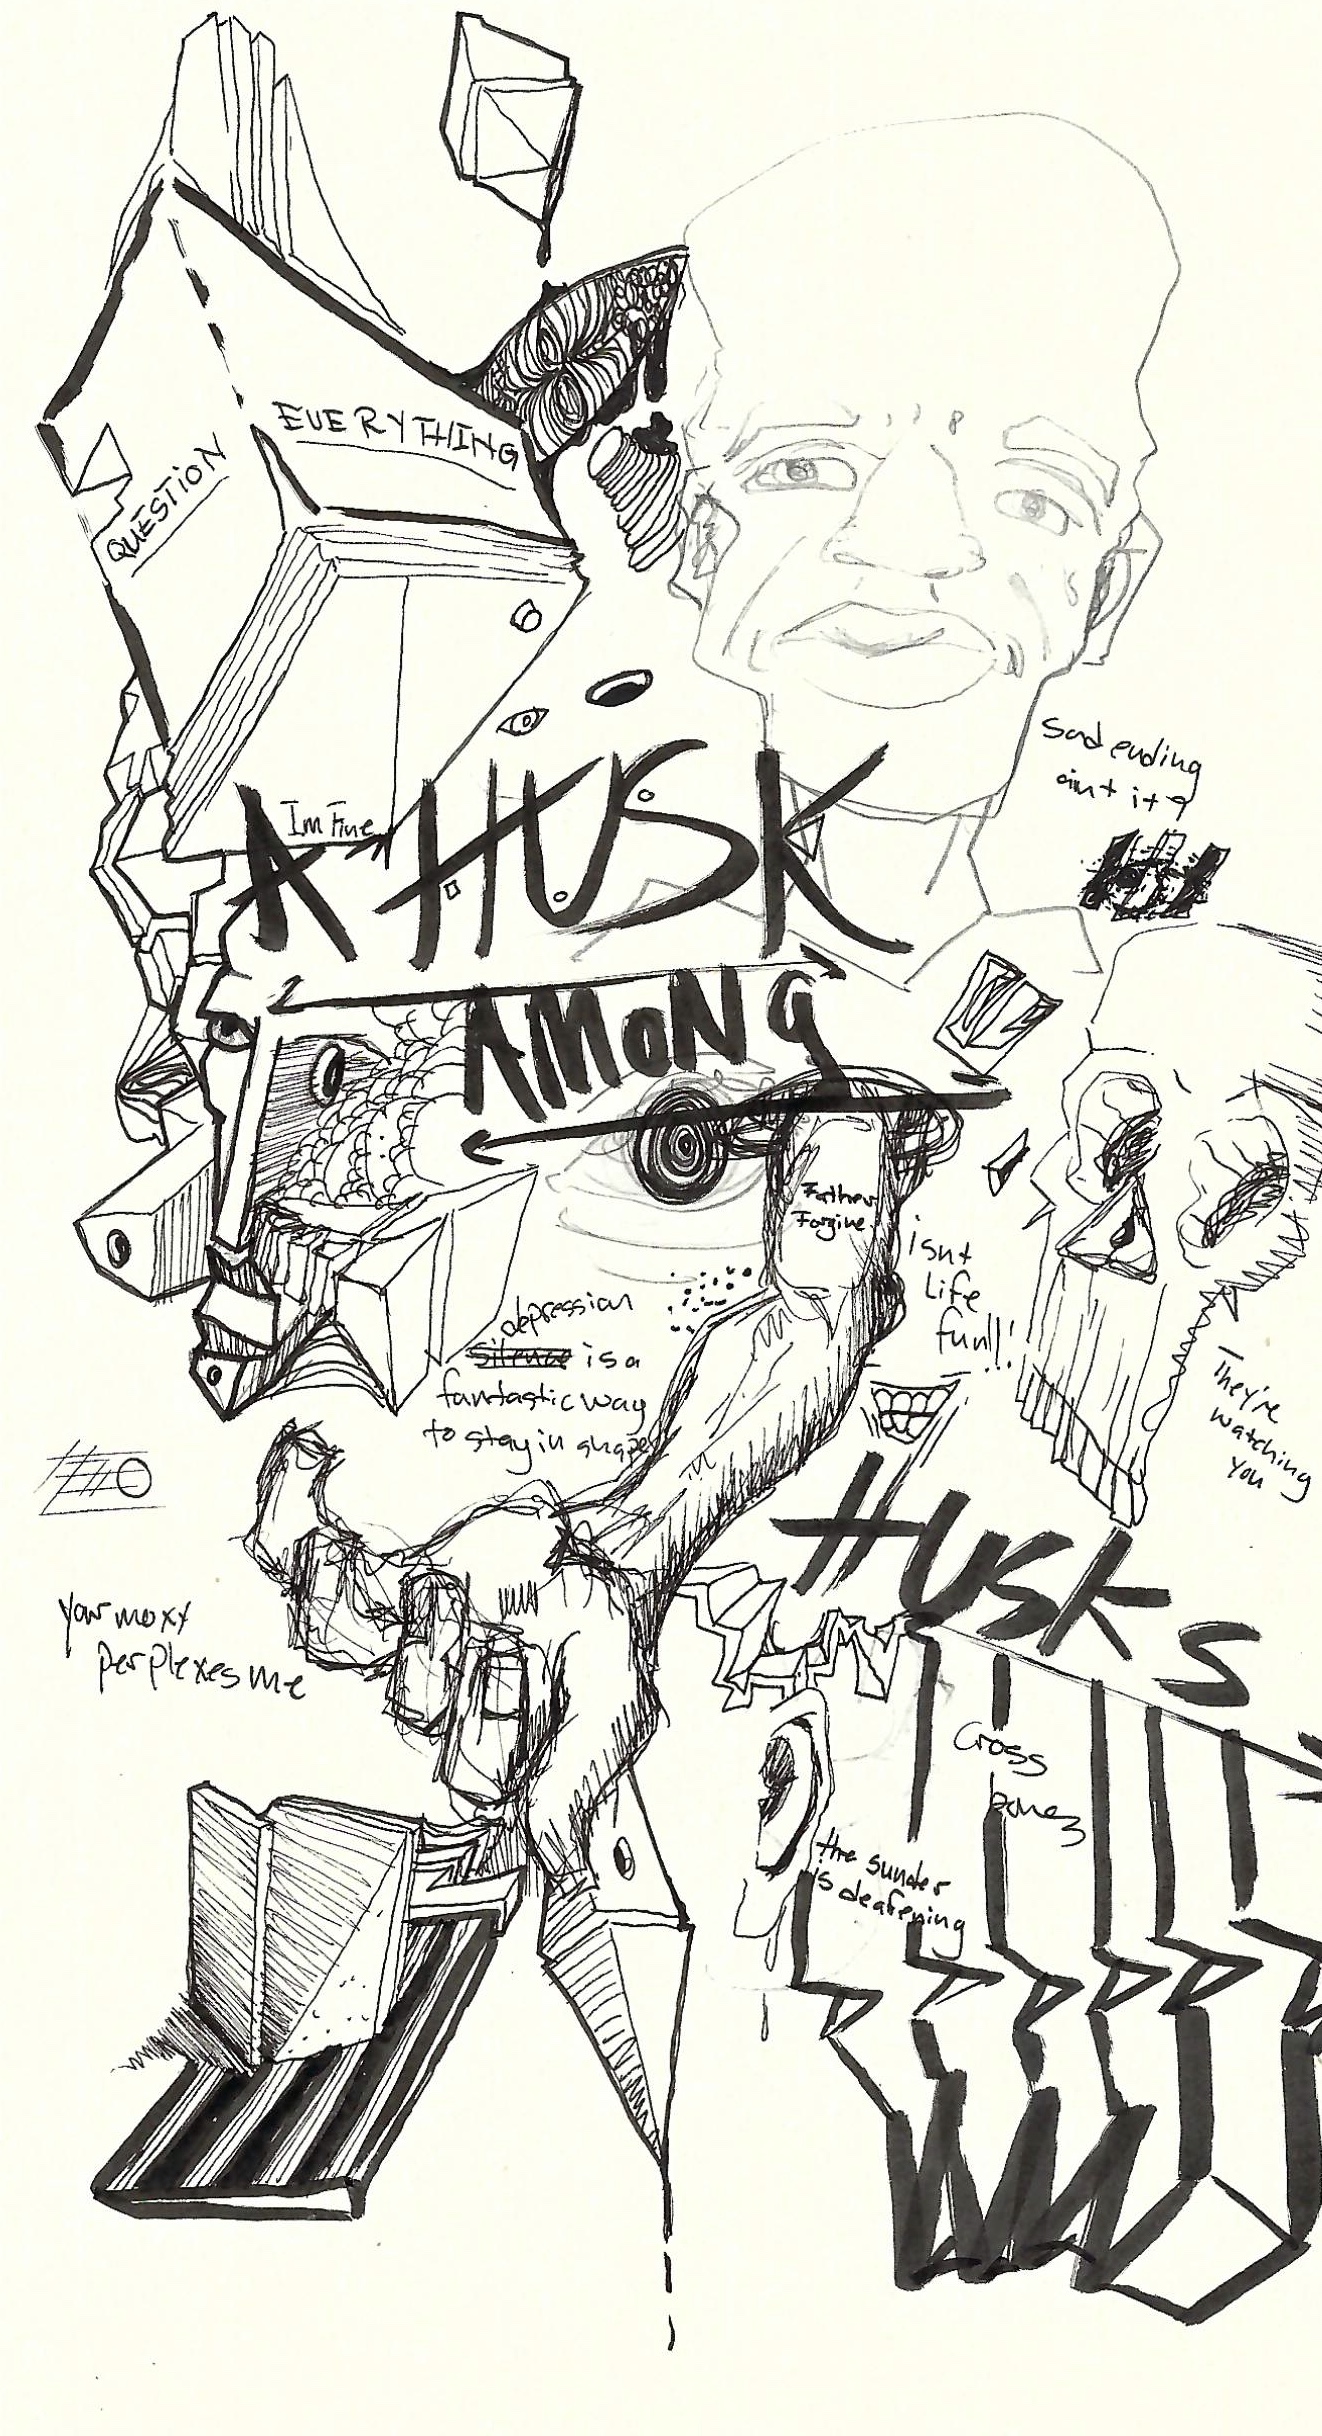 QUESTION
EVERYTHING
Im Fine
A HUSK
Sad ending
aint it?
AMONG
Father
Forgive
isnt
Life
fun!!
depression
Silence is a
fantastic way
to stay in shape
They're
watching
you
HUSKS
your moxy
perplexes me
Cross
bones
the sunder
is deafening